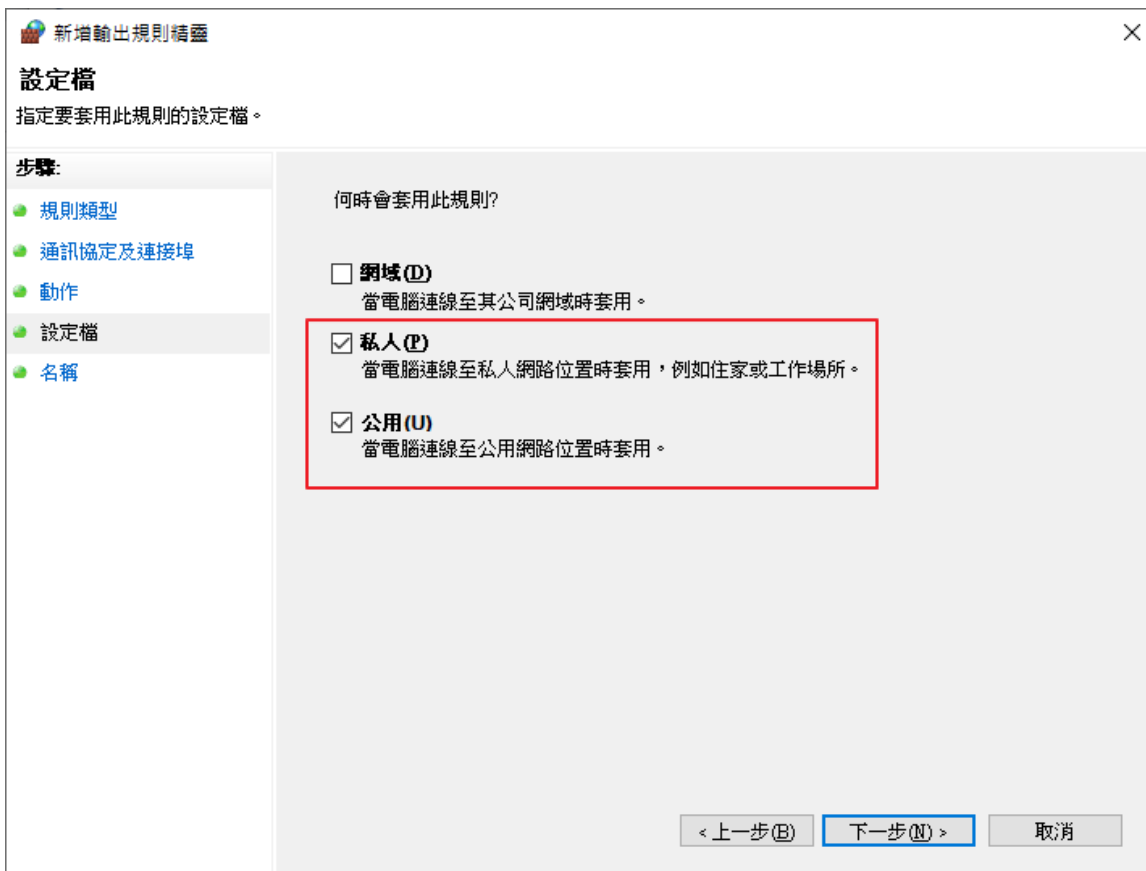 新增輸出規則精靈
設定檔
指定要套用此規則的設定檔。
步驟:
規則類型
通訊協定及連接埠
動作
設定檔
名稱
何時會套用此規則?
網域(D)
當電腦連線至其公司網域時套用。
私人(P)
當電腦連線至私人網路位置時套用,例如住家或工作場所。
公用(U)
當電腦連線至公用網路位置時套用。
<上一步(B)
下一步(N)>
取消